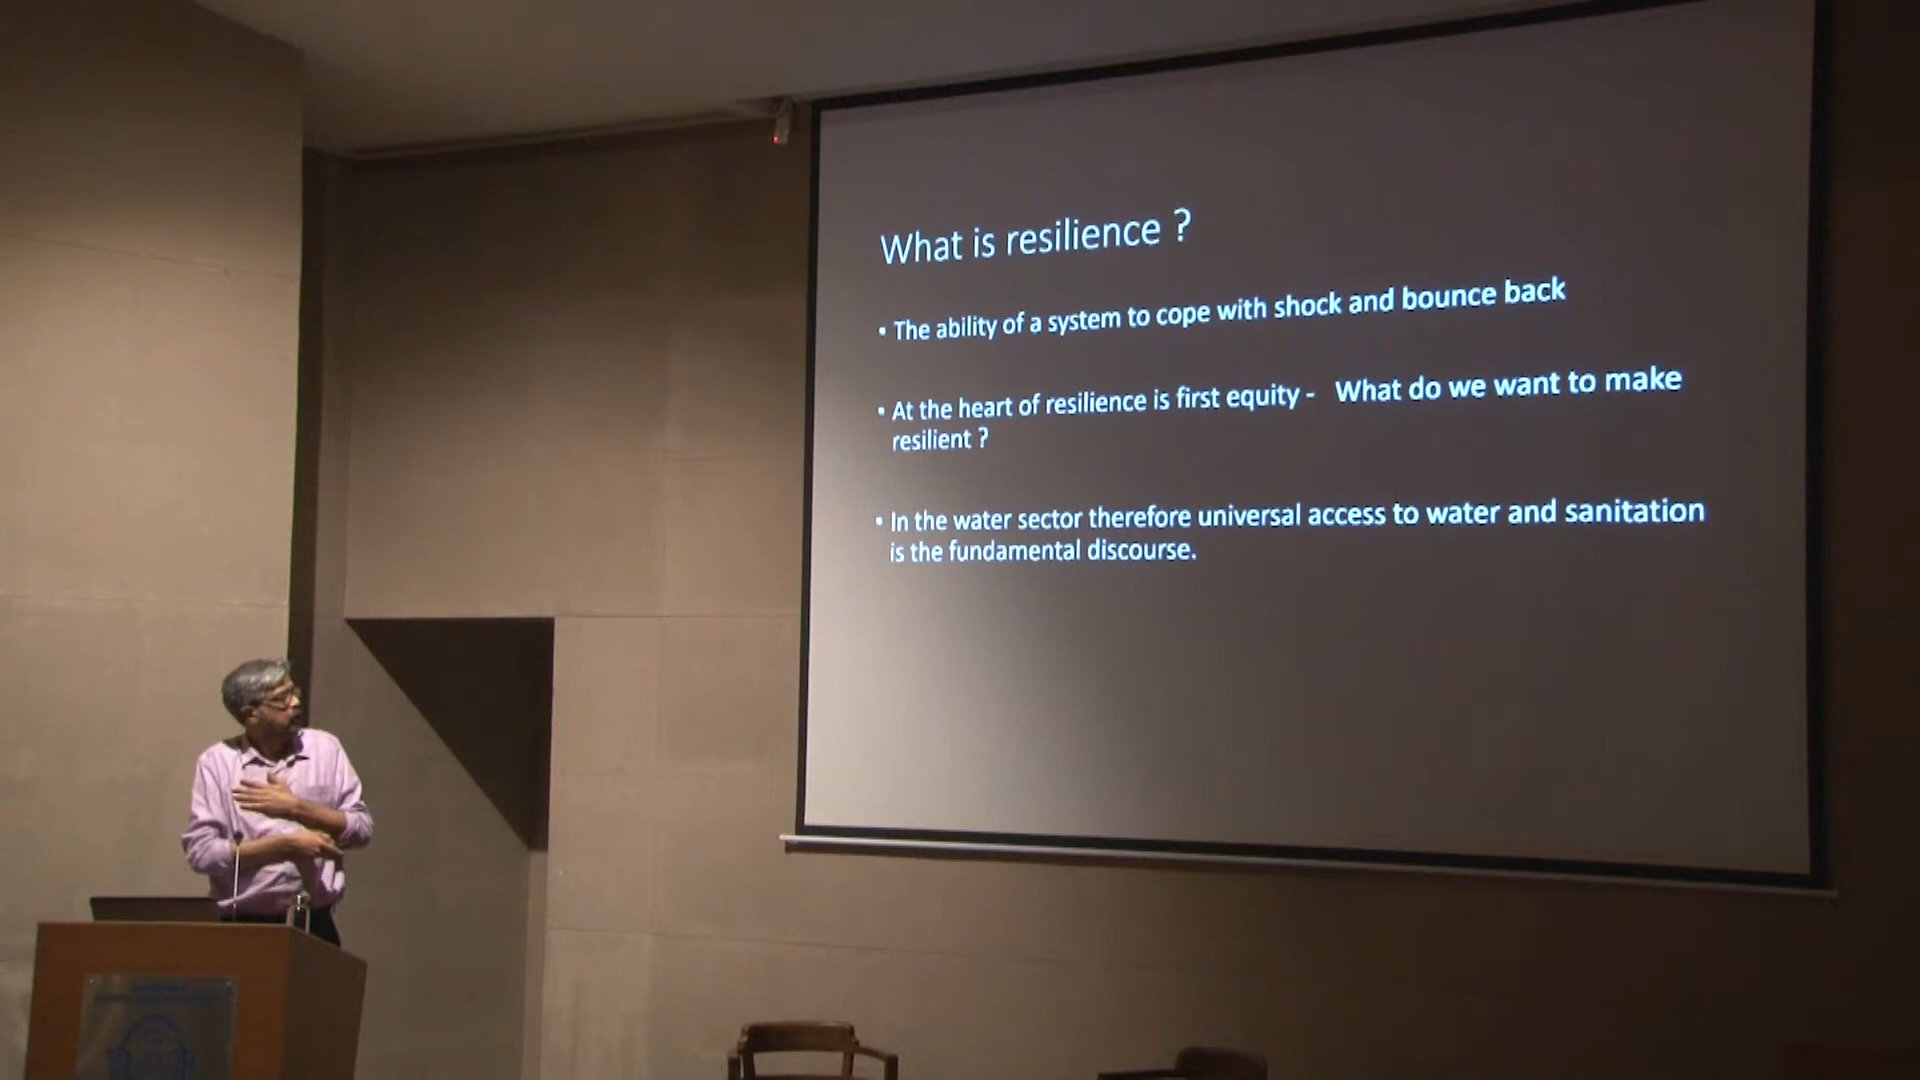 What is resilience ?
• The ability of a system to cope with shock and bounce back
• At the heart of resilience is first equity - What do we want to make
resilient ?
• In the water sector therefore universal access to water and sanitation
is the fundamental discourse.